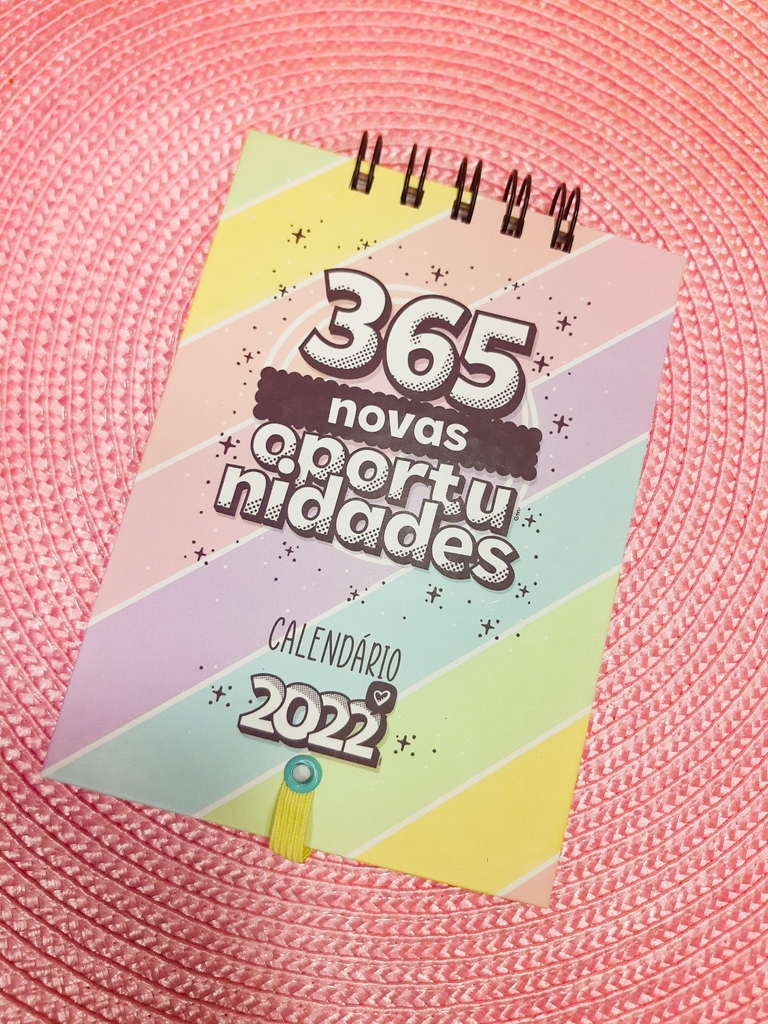 365
novas
oportu
nidades
CALENDÁRIO
2022